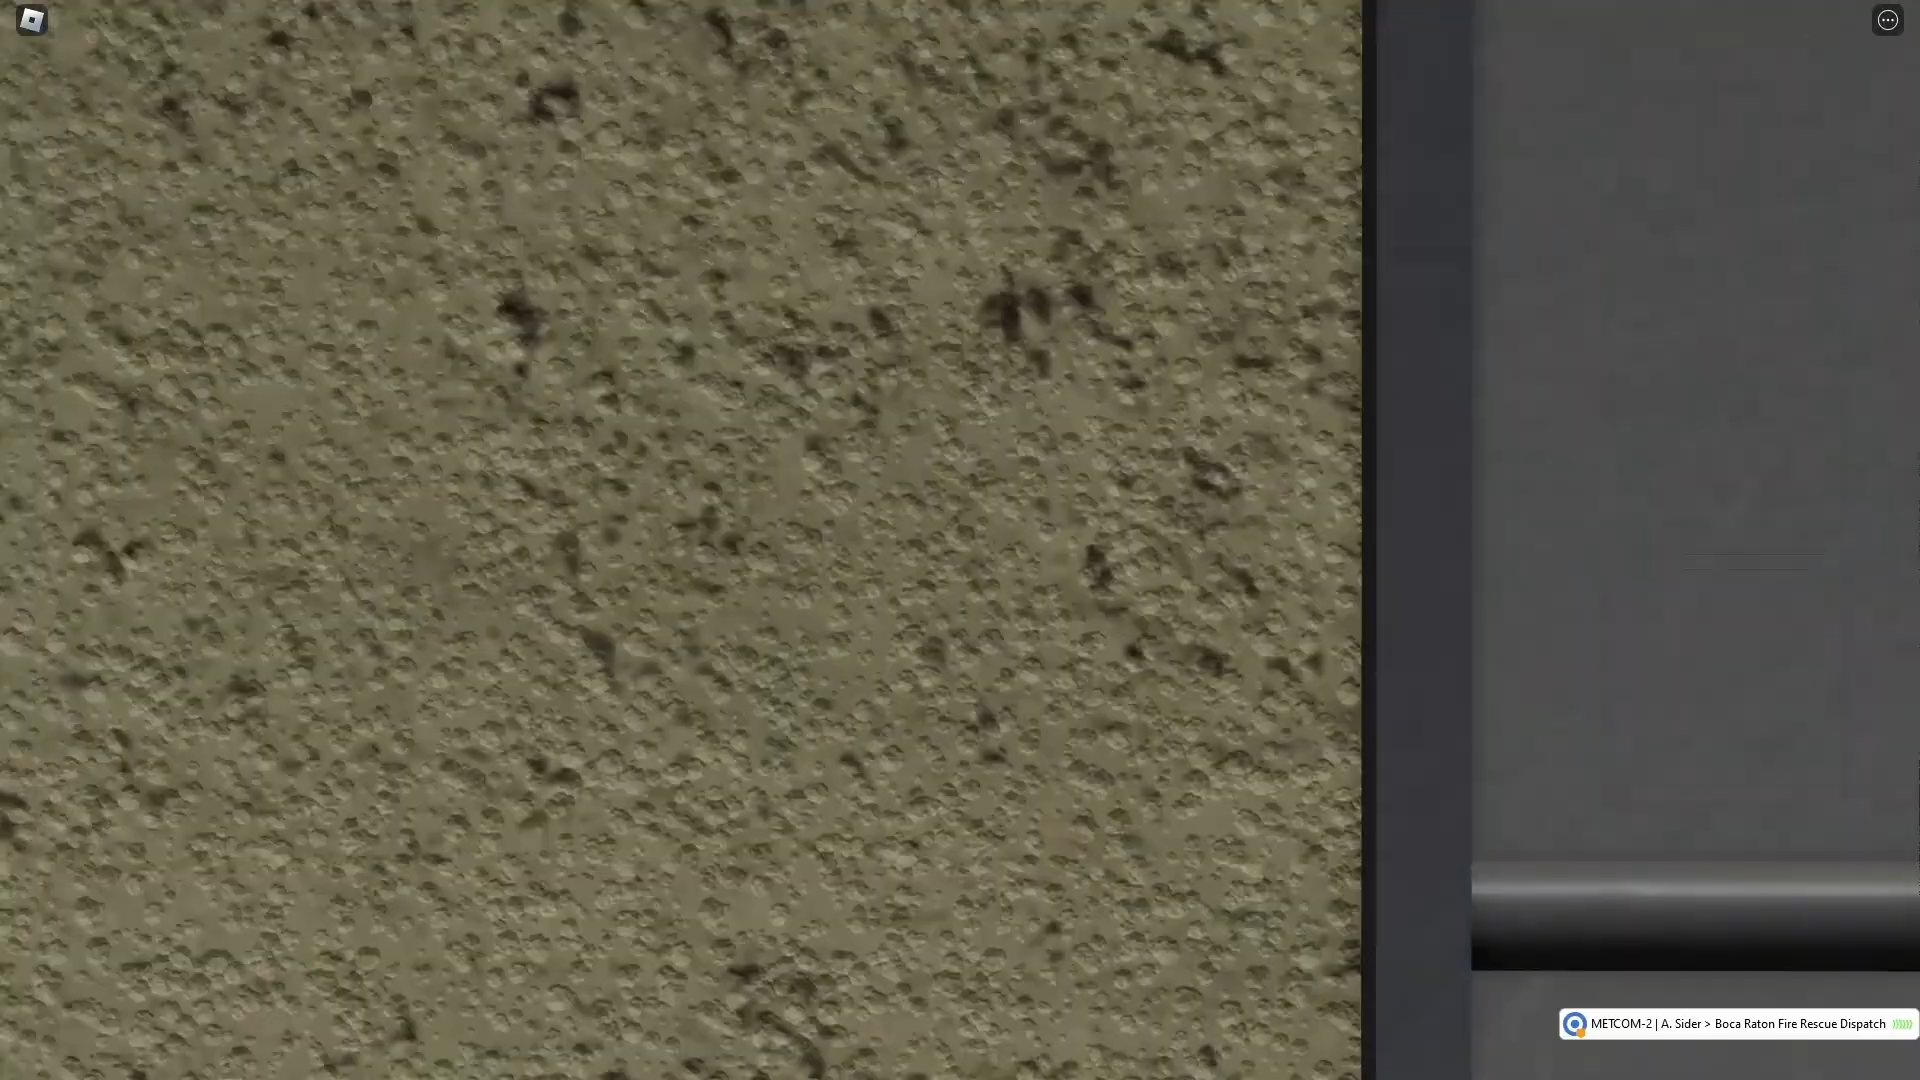 METCOM-2 | A. Sider > Boca Raton Fire Rescue Dispatch